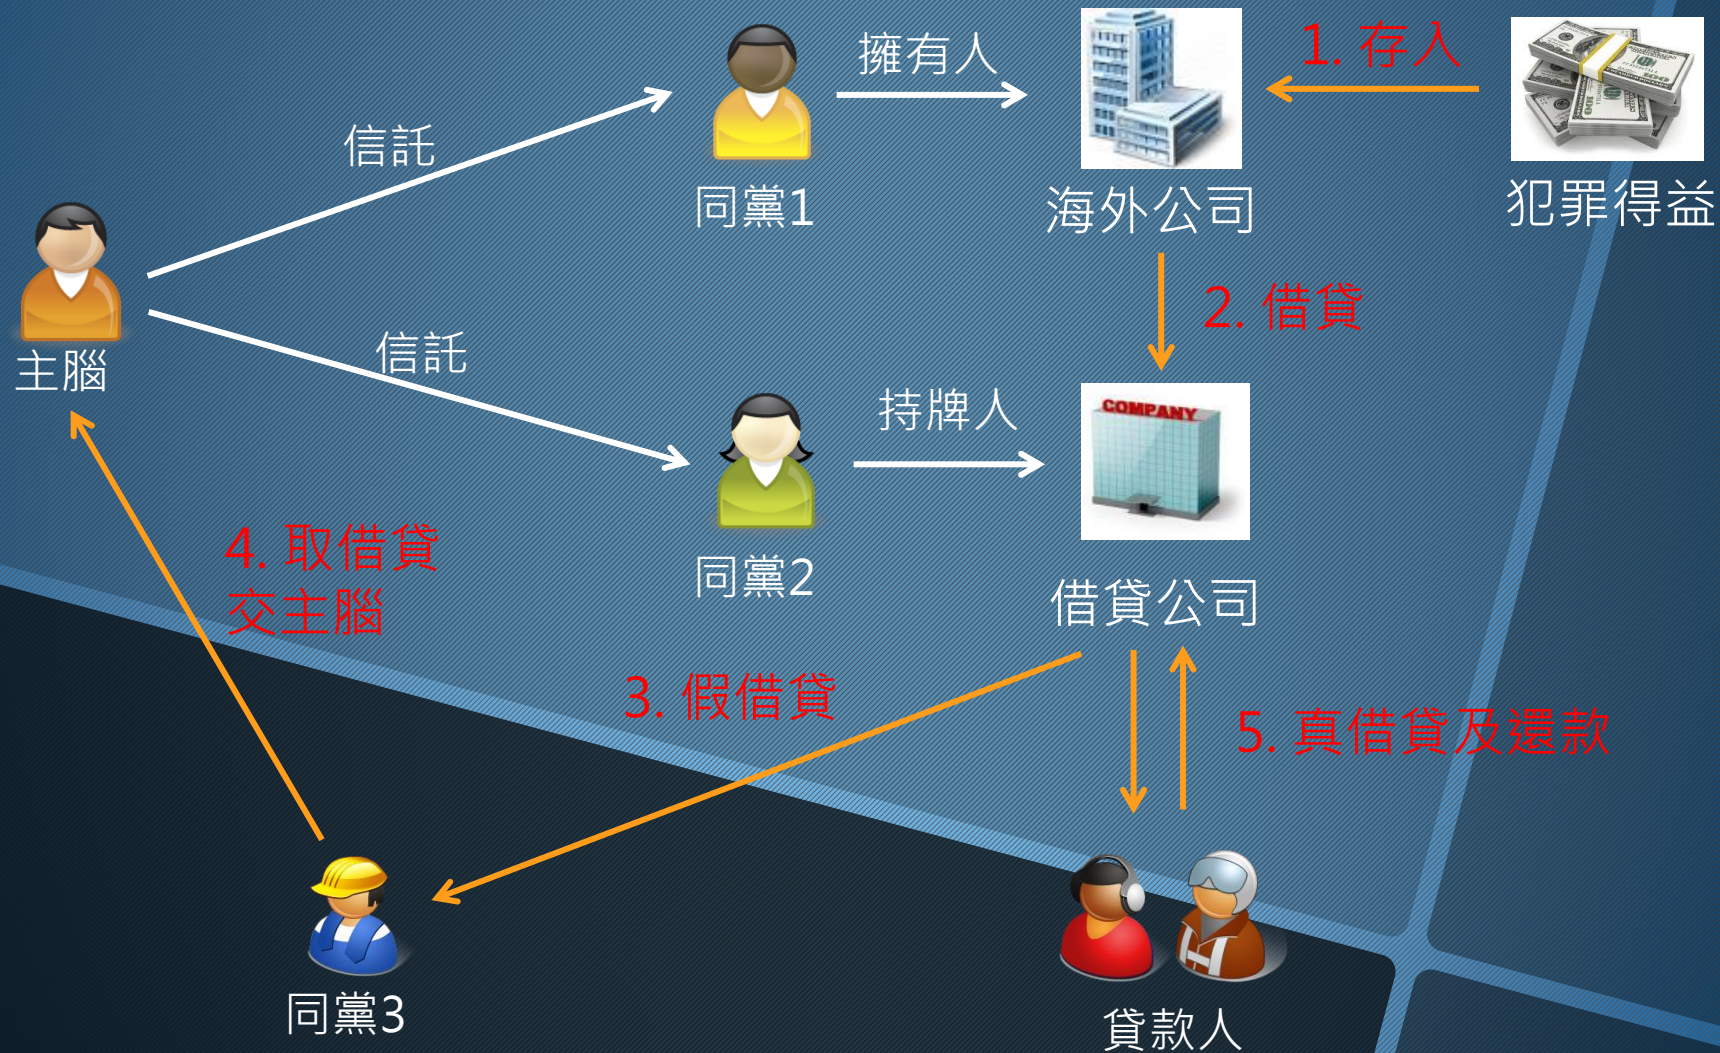 擁有人
1. 存入
信託
同黨1
海外公司
犯罪得益
2. 借貸
主腦
信託
持牌人
COMPANY
4. 取借貸
交主腦
同黨2
借貸公司
3. 假借貸
5. 真借貸及還款
同黨3
貸款人